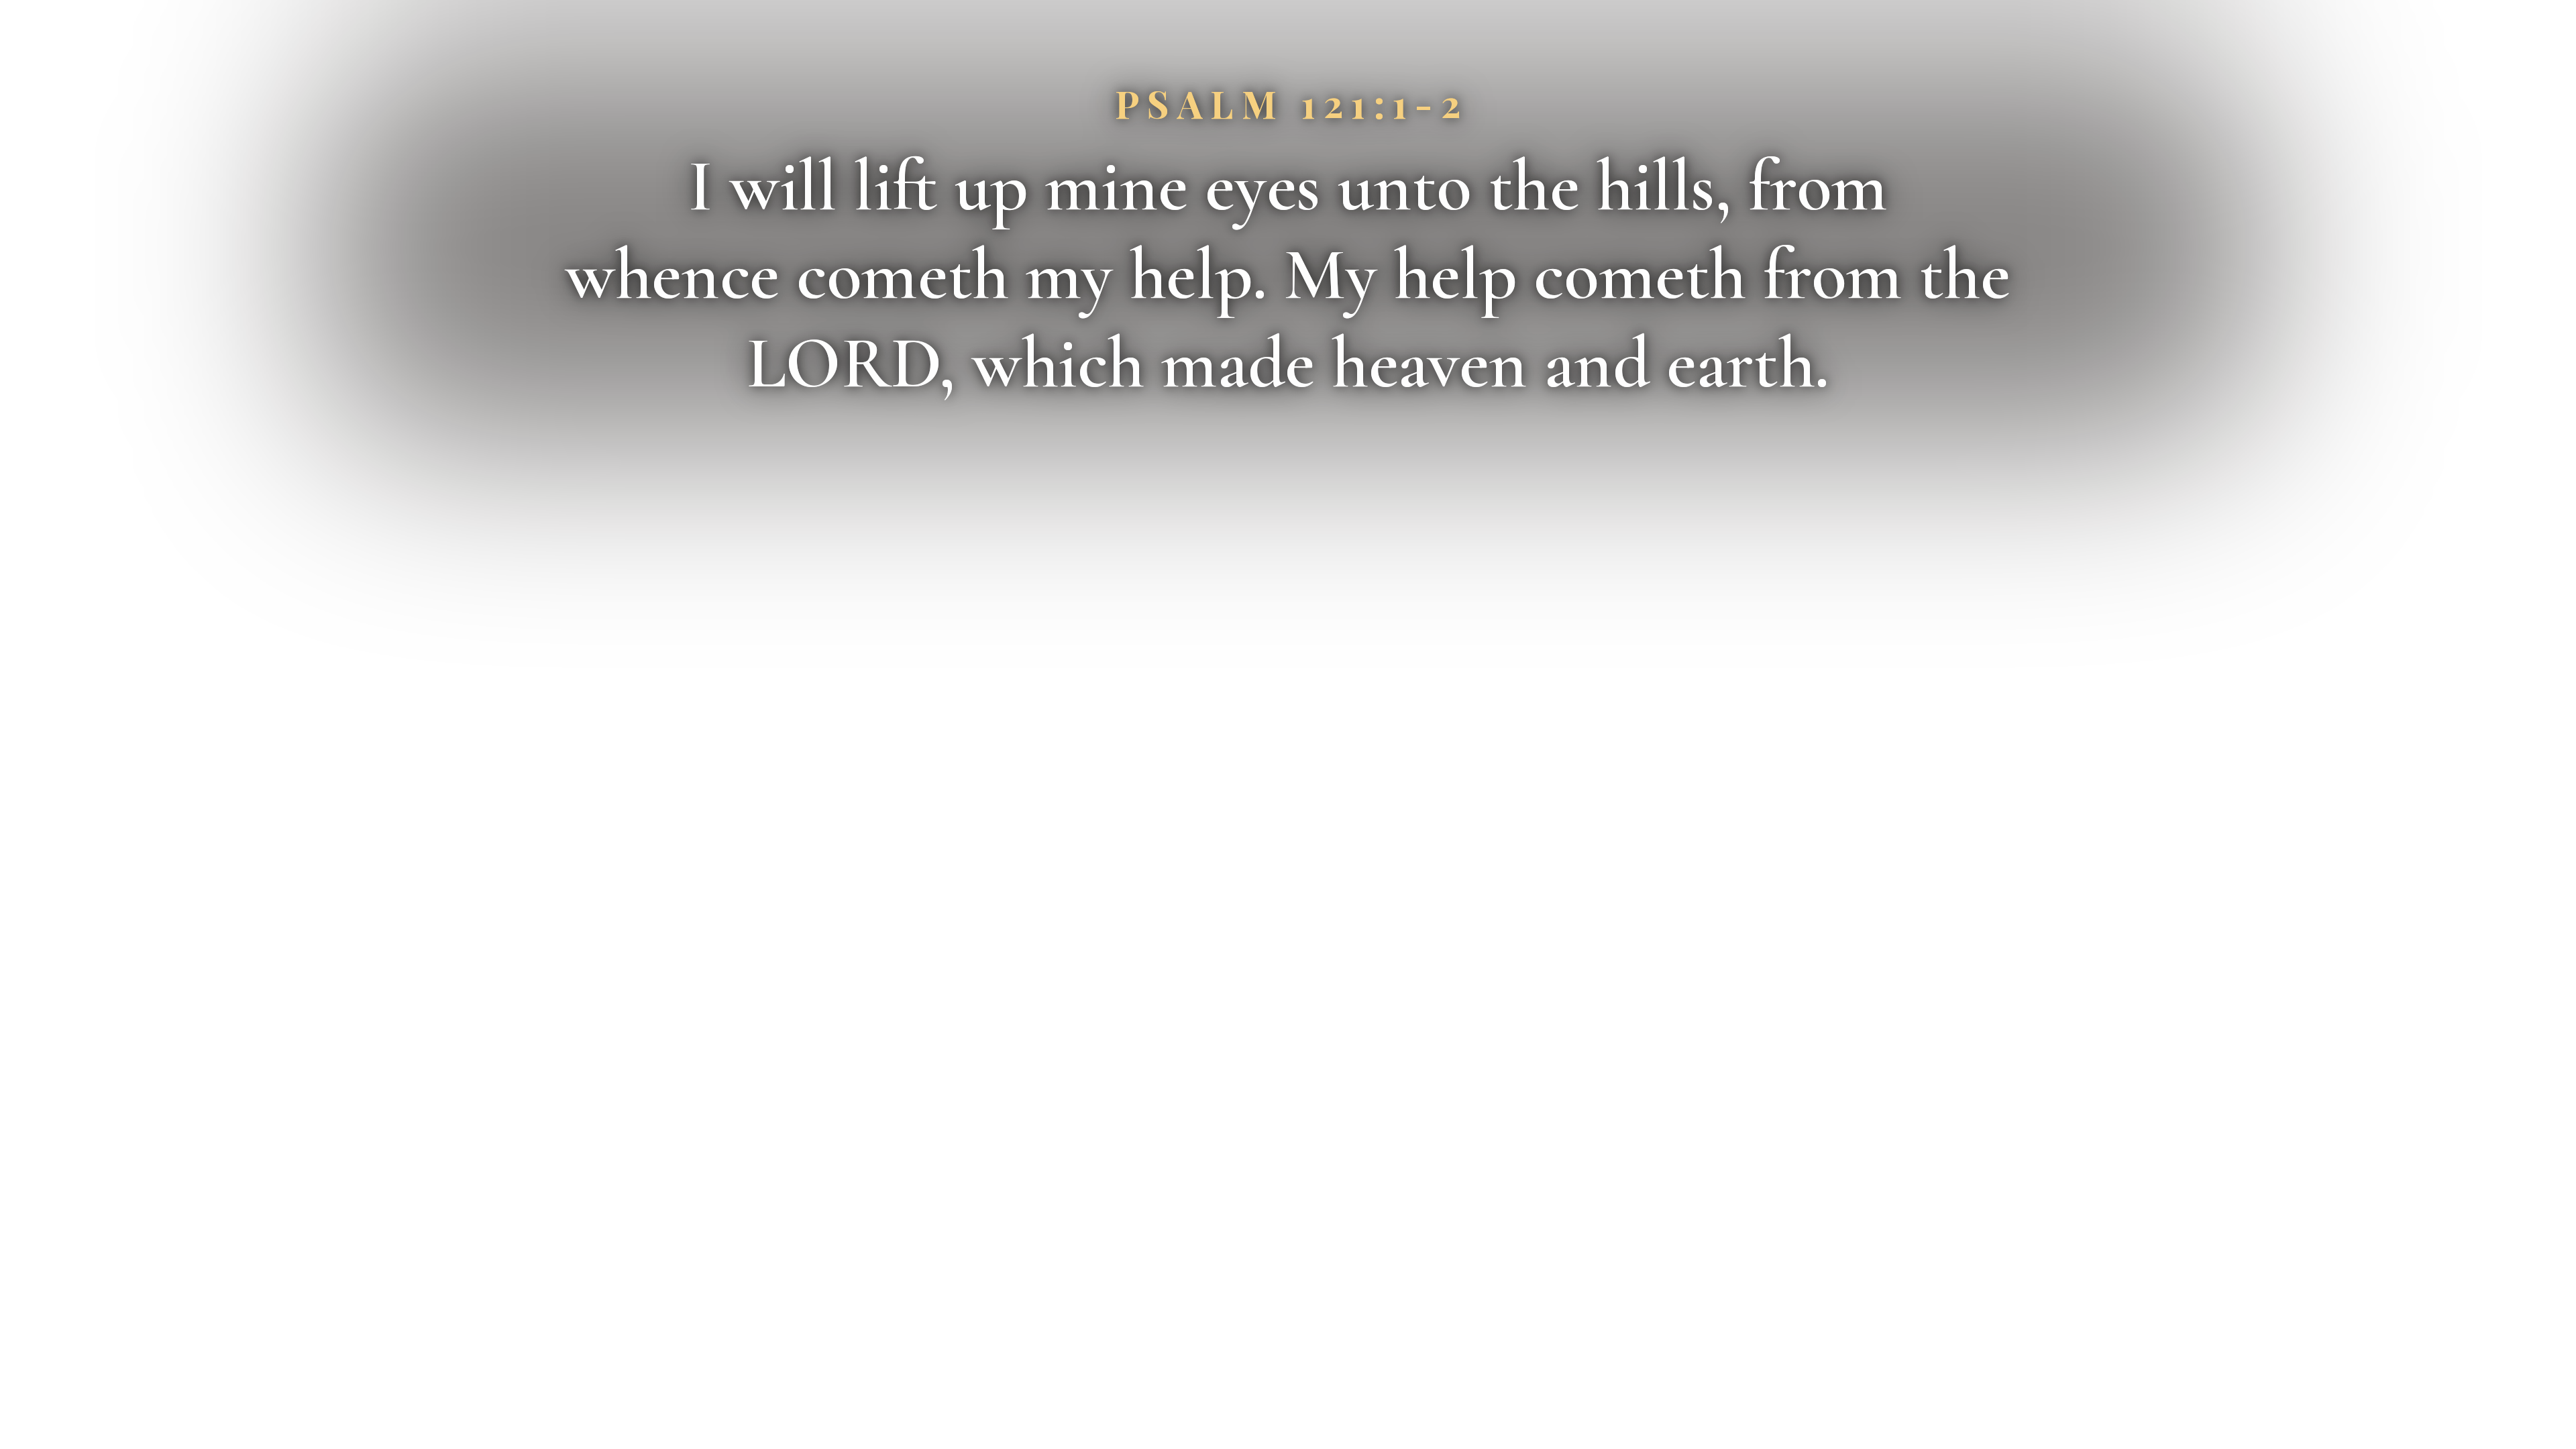 PSALM 121:1-2
I will lift up mine eyes unto the hills, from
whence cometh my help. My help cometh from the
LORD, which made heaven and earth.